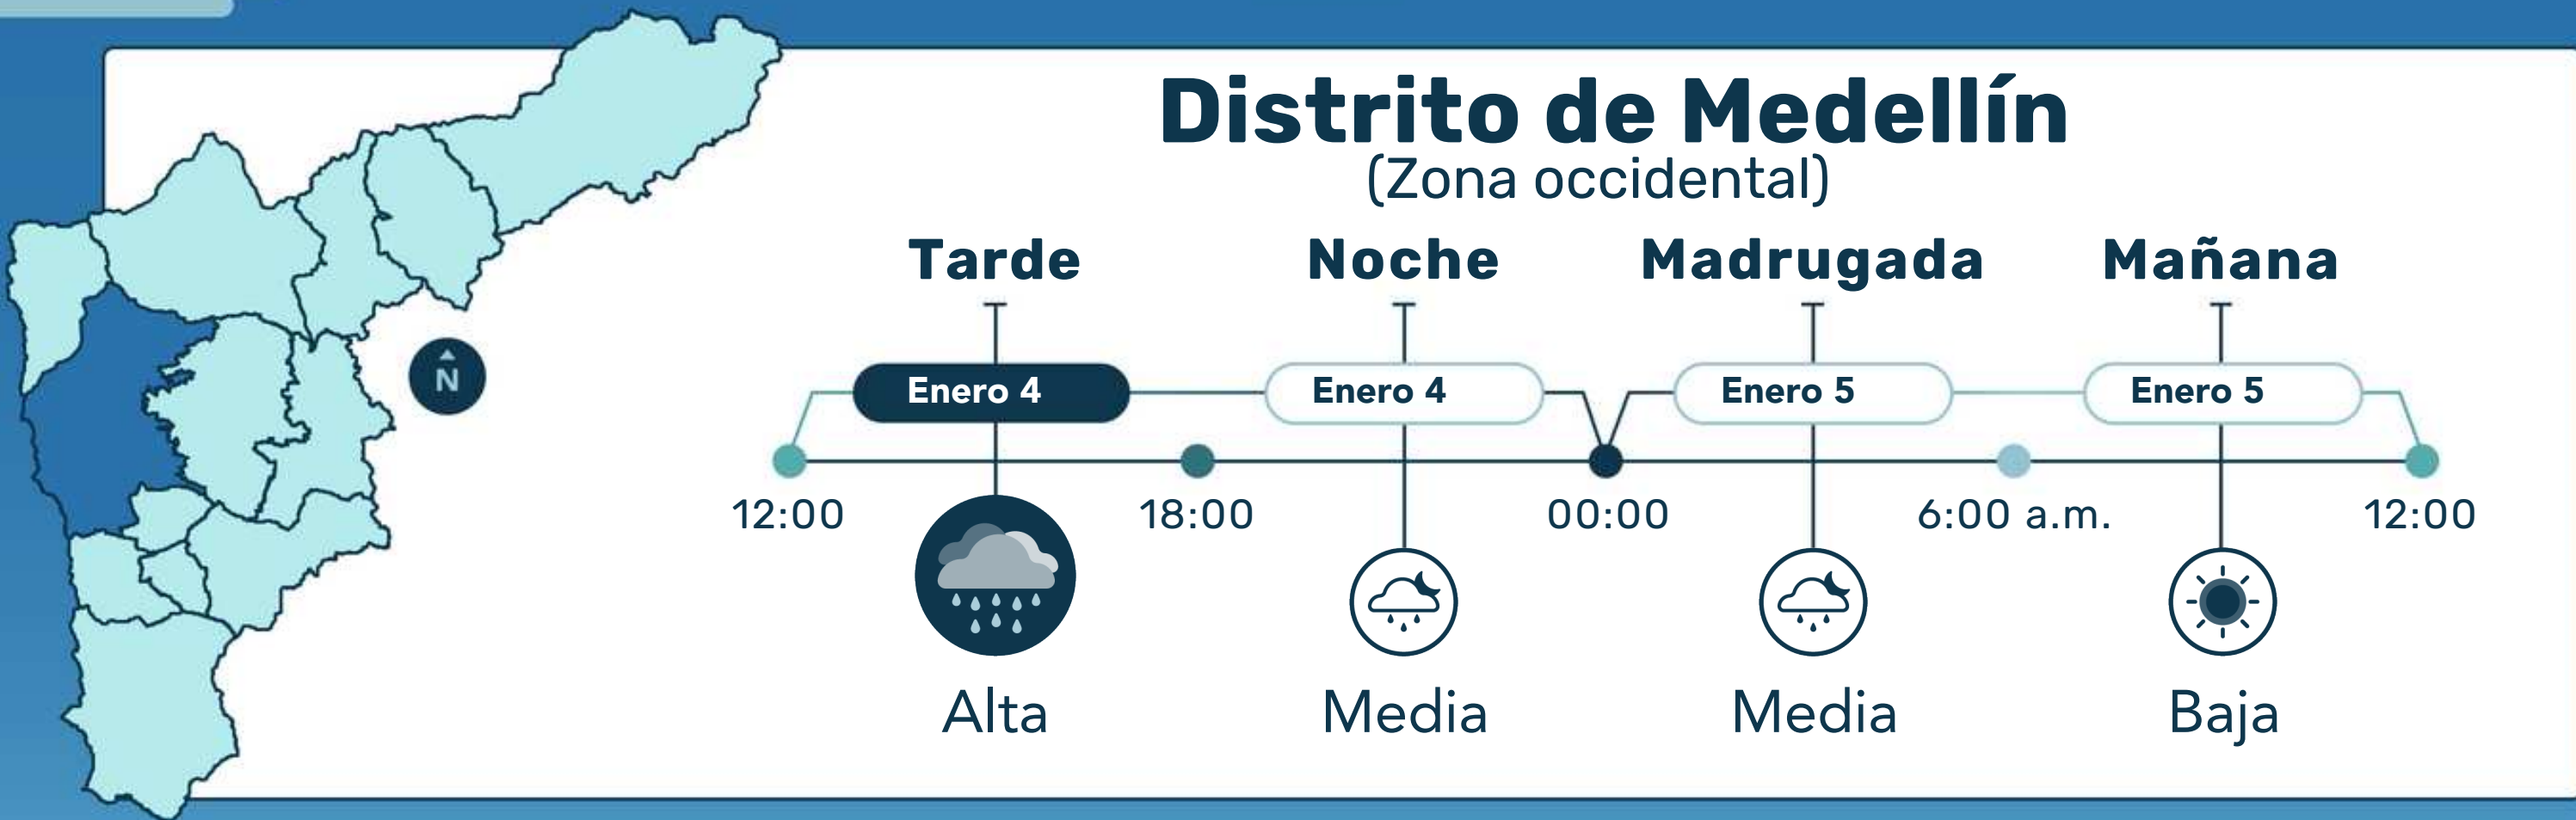 Distrito de Medellín
(Zona occidental)
Tarde Noche Madrugada Mañana
N
Enero 4 Enero 4 Enero 5 Enero 5
12:00 18:00 00:00 6:00 a.m. 12:00
Alta Media Media Baja